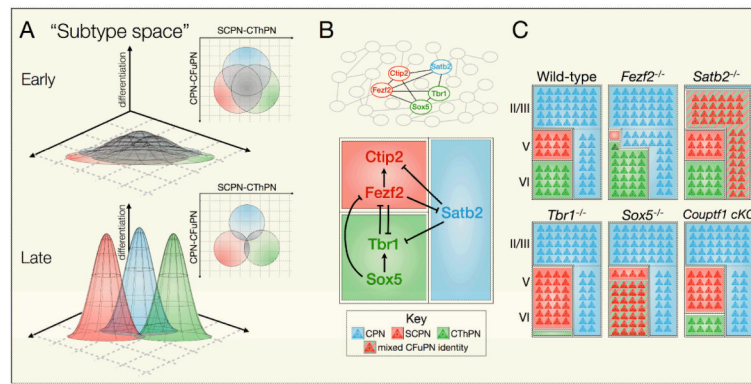 A "Subtype space"
SCPN-CThPN
CPN-CFuPN
differentiation
Early
SCPN-CThPN
CPN-CFuPN
differentiation
Late
B
Ctip2
Satb2
Fezf2
Tbr1
Sox5
Ctip2
Fezf2
Satb2
Tbr1
Sox5
Key
CPN SCPN CThPN
mixed CFuPN identity
C
Wild-type Fezf2-/- Satb2-/-
II/III
V
VI
Tbr1-/- Sox5-/- Couptf1 cKO
II/III
V
VI